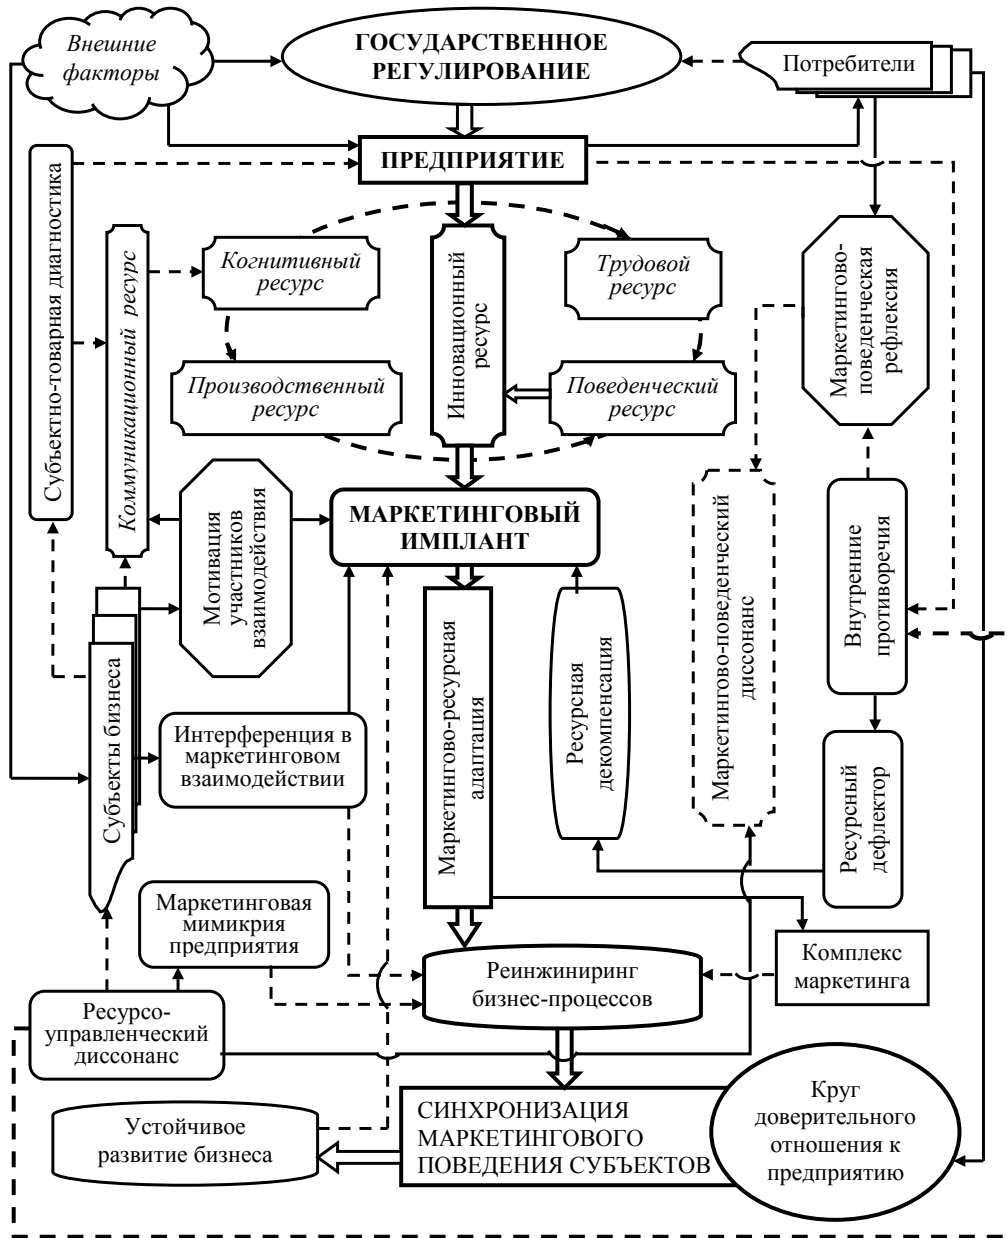 Внешние
факторы
ГОСУДАРСТВЕННОЕ
РЕГУЛИРОВАНИЕ
Потребители
ПРЕДПРИЯТИЕ
Субъектно-товарная диагностика
Коммуникационный ресурс
Когнитивный
ресурс
Инновационный
ресурс
Трудовой
ресурс
Маркетингово-
поведенческая
рефлексия
Производственный
ресурс
Поведенческий
ресурс
МАРКЕТИНГОВЫЙ
ИМПЛАНТ
Мотивация
участников
взаимодействия
Маркетингово-поведенческий
диссонанс
Внутренние
противоречия
Субъекты бизнеса
Интерференция в
маркетинговом
взаимодействии
Маркетингово-ресурсная
адаптация
Ресурсная
декомпенсация
Ресурсный
дефлектор
Маркетинговая
мимикрия
предприятия
Реинжиниринг
бизнес-процессов
Комплекс
маркетинга
Ресурсо-
управленческий
диссонанс
Устойчивое
развитие бизнеса
СИНХРОНИЗАЦИЯ
МАРКЕТИНГОВОГО
ПОВЕДЕНИЯ СУБЪЕКТОВ
Круг
доверительного
отношения к
предприятию